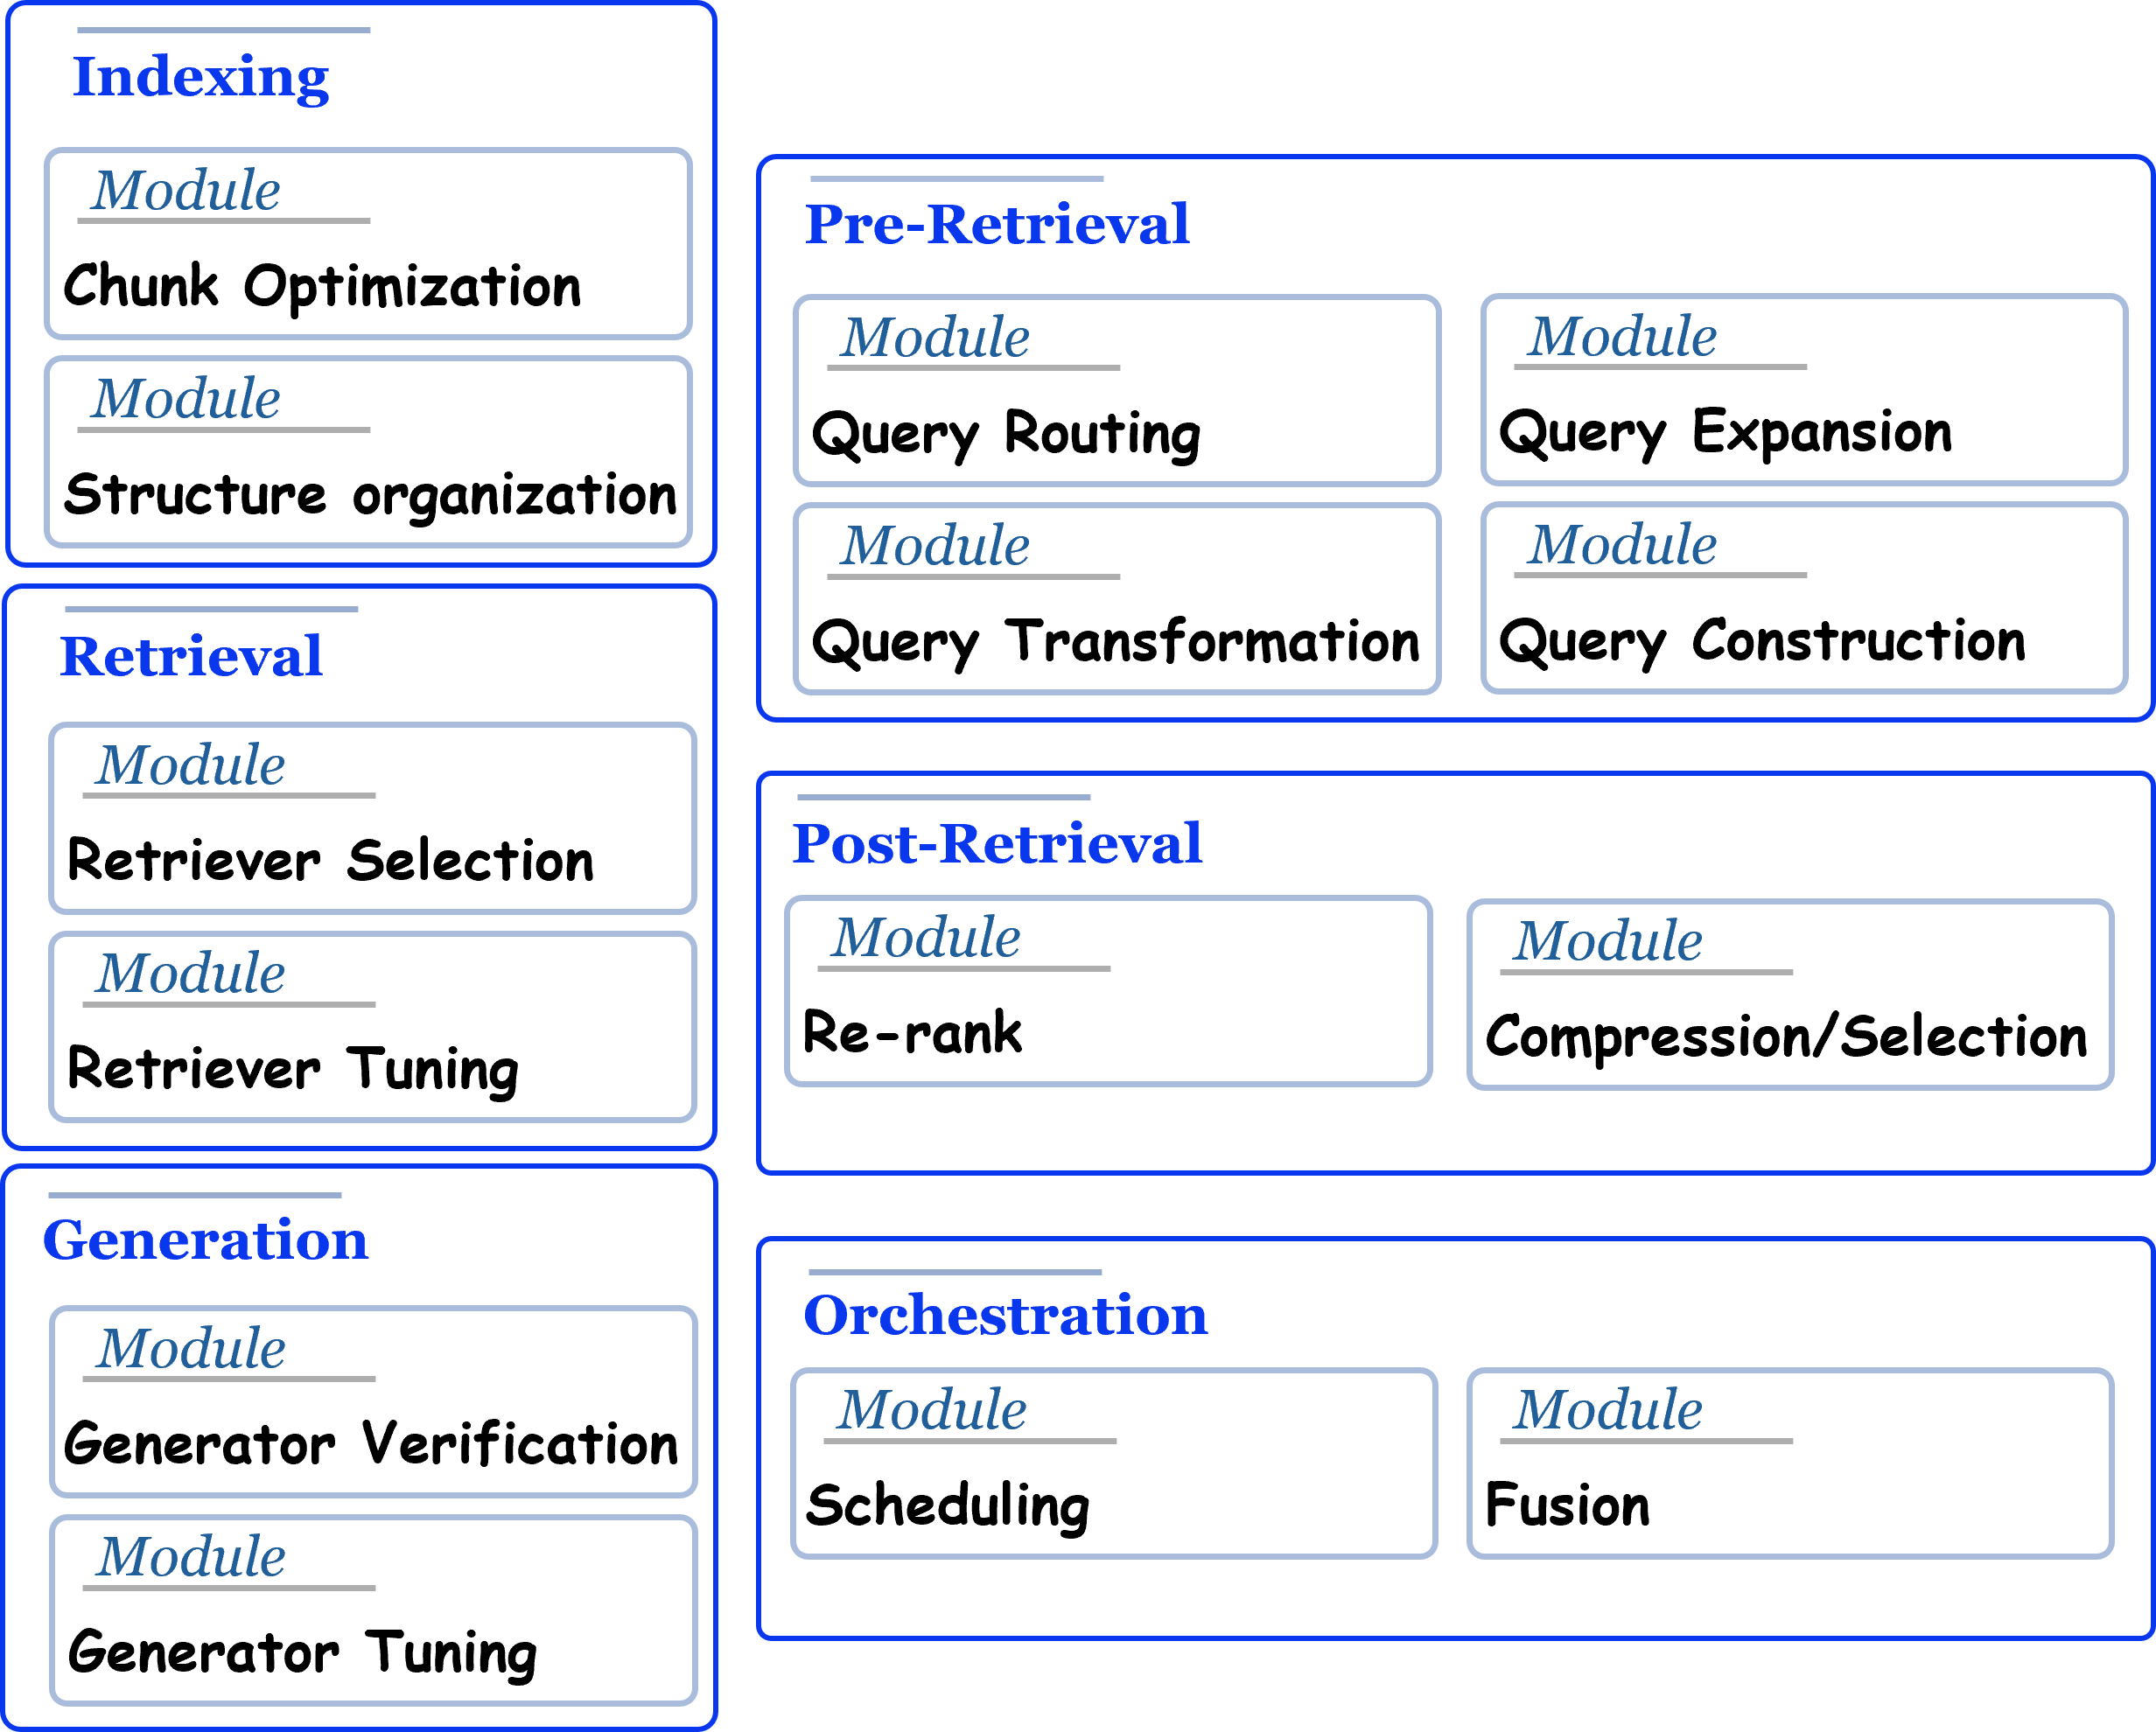 Indexing
Module
Chunk Optimization
Module
Structure organization
Retrieval
Module
Retriever Selection
Module
Retriever Tuning
Generation
Module
Generator Verification
Module
Generator Tuning
Pre-Retrieval
Module
Query Routing
Module
Query Expansion
Module
Query Transformation
Module
Query Construction
Post-Retrieval
Module
Re-rank
Module
Compression/Selection
Orchestration
Module
Scheduling
Module
Fusion